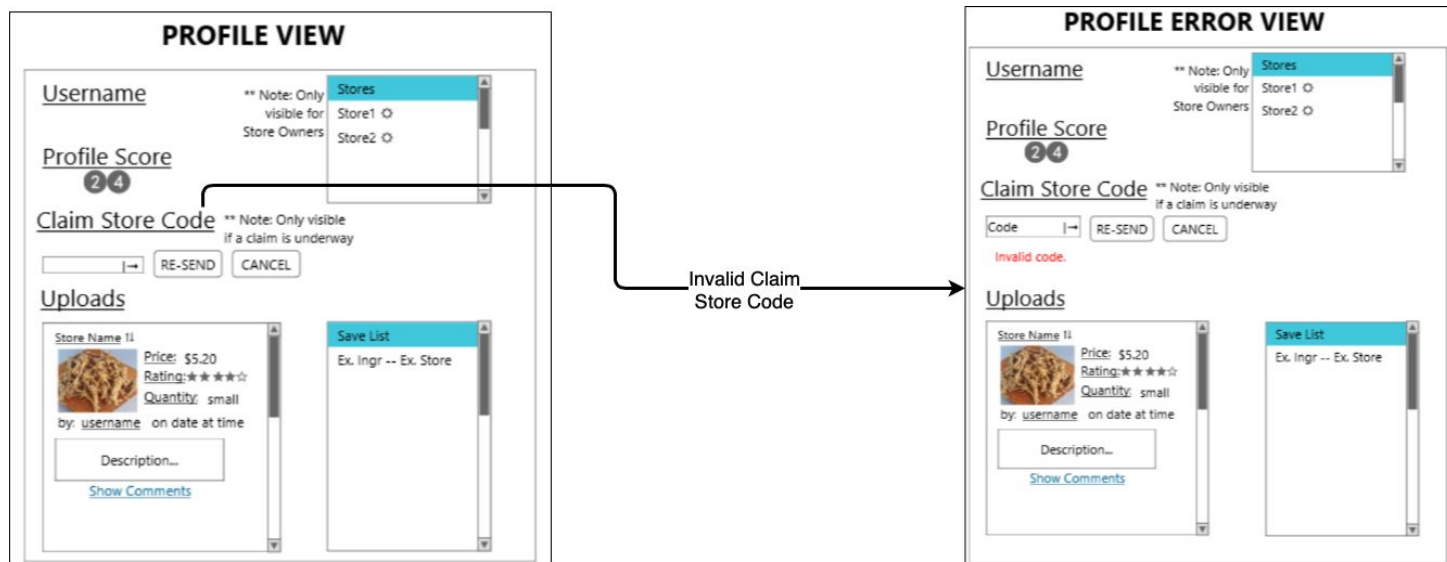 PROFILE VIEW
Username
** Note: Only
visible for
Store Owners
Stores
Store1
Store2
Profile Score
2 4
Claim Store Code
** Note: Only visible
if a claim is underway
RE-SEND
CANCEL
Uploads
Store Name
Price: $5.20
Rating:
Quantity: small
by: username on date at time
Description...
Show Comments
Save List
Ex. Ingr -- Ex. Store
Invalid Claim
Store Code
PROFILE ERROR VIEW
Username
** Note: Only
visible for
Store Owners
Stores
Store1
Store2
Profile Score
2 4
Claim Store Code
** Note: Only visible
if a claim is underway
Code
RE-SEND
CANCEL
Invalid code.
Uploads
Store Name
Price: $5.20
Rating:
Quantity: small
by: username on date at time
Description...
Show Comments
Save List
Ex. Ingr -- Ex. Store